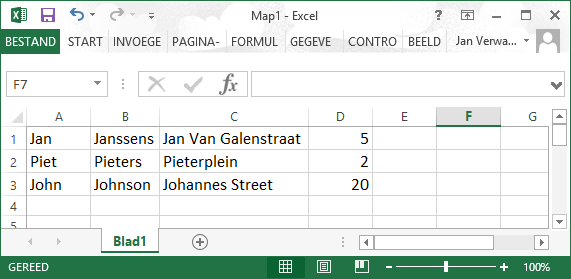 Map1 - Excel
BESTAND START INVOEGE PAGINA- FORMUL GEGEVE CONTRO BEELD Jan Verwa...
F7 fx
A B C D E F G
1 Jan Janssens Jan Van Galenstraat 5
2 Piet Pieters Pieterplein 2
3 John Johnson Johannes Street 20
4
5
Blad1
GEREED 100%